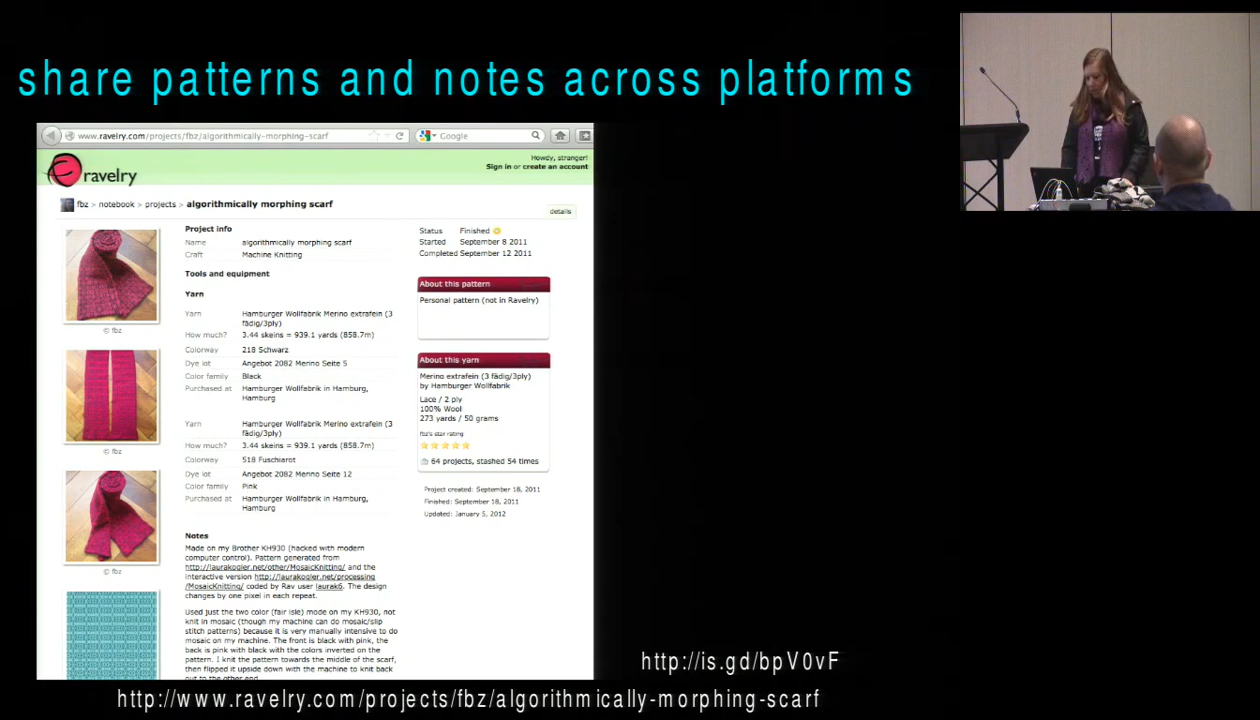 share patterns and notes across platforms
www.ravelry.com/projects/fbz/algorithmically-morphing-scarf
Google
ravelry
Howdy, stranger!
Sign in or create an account
fbz > notebook > projects > algorithmically morphing scarf
details
© fbz
© fbz
© fbz
Project info
Name algorithmically morphing scarf
Craft Machine Knitting
Tools and equipment
Yarn
Yarn Hamburger Wollfabrik Merino extrafein (3
fädig/3ply)
How much? 3.44 skeins = 939.1 yards (858.7m)
Colorway 218 Schwarz
Dye lot Angebot 2082 Merino Seite 5
Color family Black
Purchased at Hamburger Wollfabrik in Hamburg,
Hamburg
Yarn Hamburger Wollfabrik Merino extrafein (3
fädig/3ply)
How much? 3.44 skeins = 939.1 yards (858.7m)
Colorway 518 Fuschiarot
Dye lot Angebot 2082 Merino Seite 12
Color family Pink
Purchased at Hamburger Wollfabrik in Hamburg,
Hamburg
Notes
Made on my Brother KH930 (hacked with modern
computer control). Pattern generated from
http://laurakogler.net/other/MosaicKnitting/ and the
interactive version http://laurakogler.net/processing
/MosaicKnitting/ coded by Rav user laurak6. The design
changes by one pixel in each repeat.
Used just the two color (fair isle) made on my KH930, not
knit in mosaic (though my machine can do mosaic/slip
stitch patterns) because it is very manually intensive to do
mosaic on my machine. The front is black with pink, the
back is pink with black with the colors inverted on the
pattern. I knit the pattern towards the middle of the scarf,
then flipped it upside down with the machine to knit back
out to the other end.
Status Finished
Started September 8 2011
Completed September 12 2011
About this pattern
Personal pattern (not in Ravelry)
About this yarn
Merino extrafein (3 fädig/3ply)
by Hamburger Wollfabrik
Lace / 2 ply
100% Wool
273 yards / 50 grams
fbz's star rating
64 projects, stashed 54 times
Project created: September 18, 2011
Finished: September 18, 2011
Updated: January 5, 2012
http://is.gd/bpV0vF
http://www.ravelry.com/projects/fbz/algorithmically-morphing-scarf